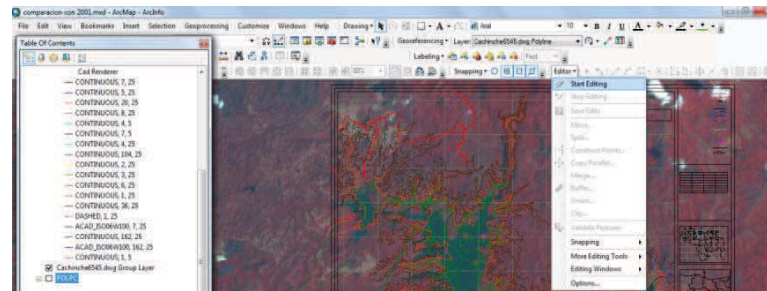 comparacion con 2001.mxd - ArcMap - ArcInfo
File Edit View Bookmarks Insert Selection Geoprocessing Customize Windows Help Drawing A Arial 10 B I U A
Table Of Contents
Georeferencing Layer: Cachinche6545.dwg Polyline
Labeling Fast
Snapping Editor
Cad Renderer
CONTINUOUS, 7, 25
CONTINUOUS, 5, 25
CONTINUOUS, 20, 25
CONTINUOUS, 8, 25
CONTINUOUS, 4, 5
CONTINUOUS, 7, 5
CONTINUOUS, 4, 25
CONTINUOUS, 184, 25
CONTINUOUS, 2, 25
CONTINUOUS, 3, 25
CONTINUOUS, 6, 25
CONTINUOUS, 1, 25
CONTINUOUS, 36, 25
DASHED, 1, 25
ACAD_ISO06W100, 7, 25
CONTINUOUS, 162, 25
ACAD_ISO06W100, 162, 25
CONTINUOUS, 1, 5
Cachinche6545.dwg Group Layer
Start Editing
Stop Editing
Save Edits
Move...
Split...
Construct Points...
Copy Parallel...
Merge...
Buffer...
Union...
Clip...
Validate Features
Snapping
More Editing Tools
Editing Windows
Options...